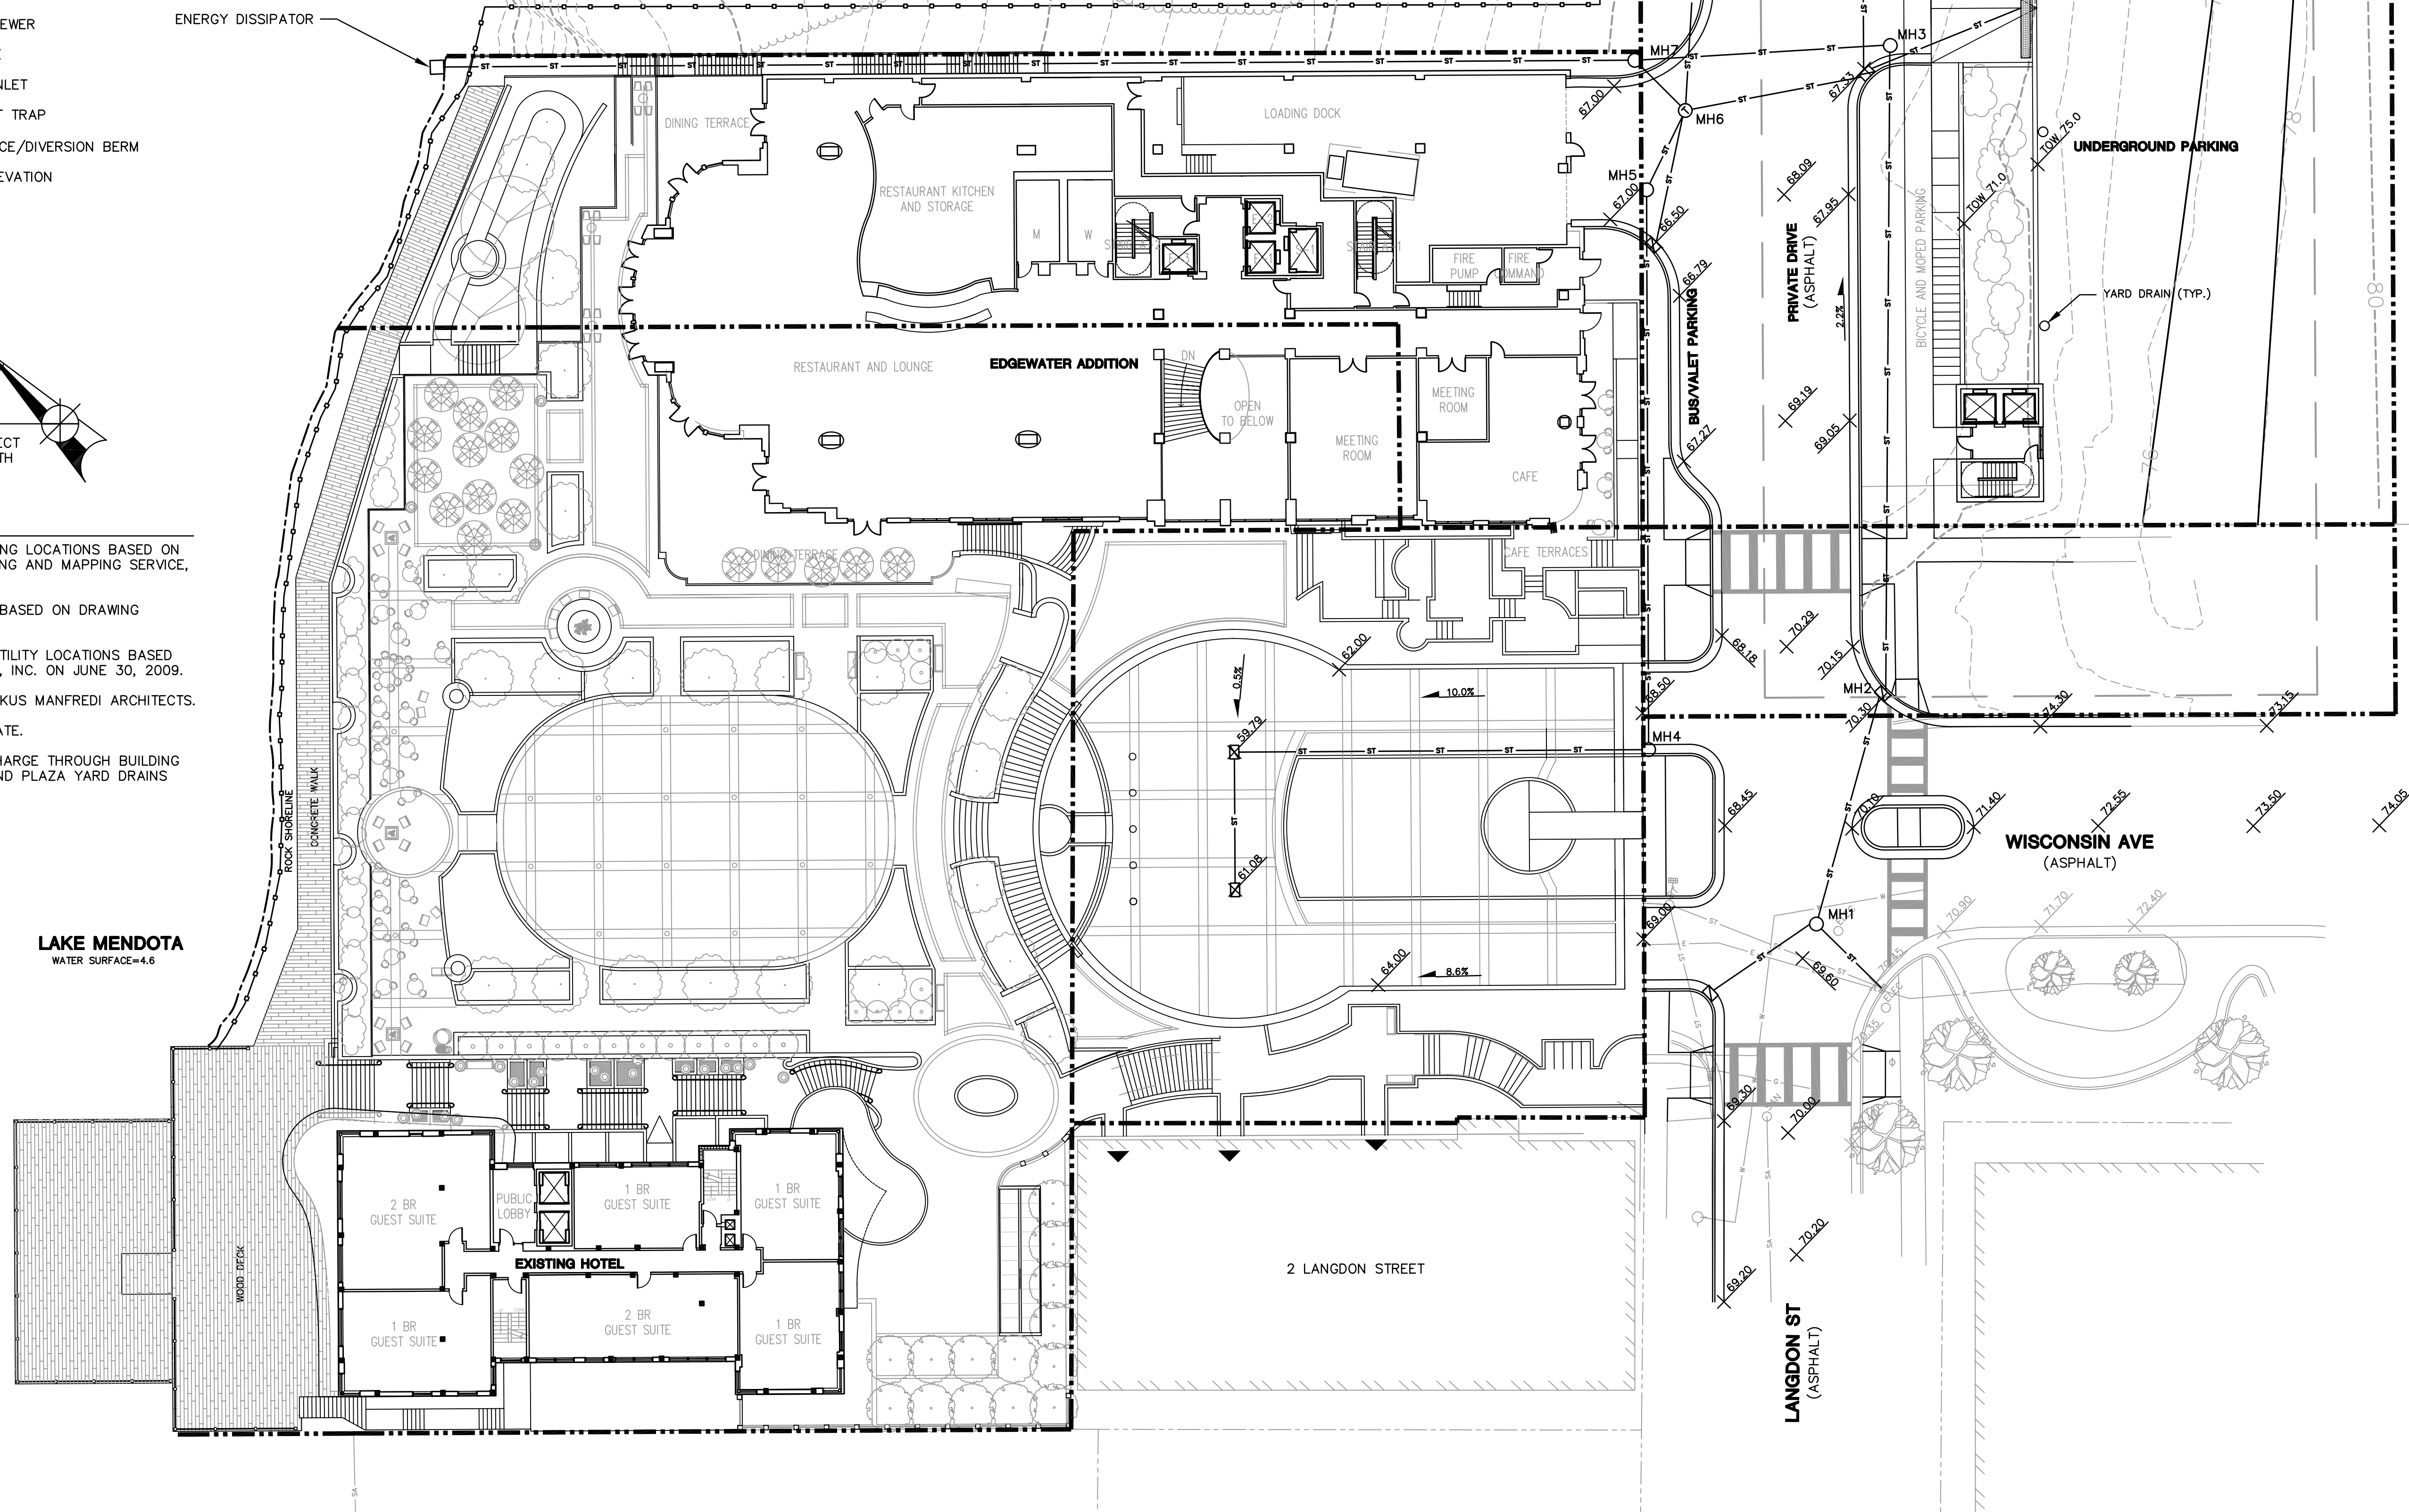 EWER
ENERGY DISSIPATOR
NLET
T TRAP
CE/DIVERSION BERM
EVATION
ECT
TH
NG LOCATIONS BASED ON
NG AND MAPPING SERVICE,
BASED ON DRAWING
TILITY LOCATIONS BASED
, INC. ON JUNE 30, 2009.
KUS MANFREDI ARCHITECTS.
ATE.
HARGE THROUGH BUILDING
ND PLAZA YARD DRAINS
LAKE MENDOTA
WATER SURFACE=4.6
ROCK SHORELINE
CONCRETE WALK
WOOD DECK
DINING TERRACE
RESTAURANT KITCHEN
AND STORAGE
M
W
LOADING DOCK
FIRE
PUMP
FIRE
COMMAND
RESTAURANT AND LOUNGE
EDGEWATER ADDITION
DN
OPEN
TO BELOW
MEETING
ROOM
MEETING
ROOM
CAFE
DINING TERRACE
CAFE TERRACES
62.00
0.5%
10.0%
59.79
61.08
64.00
8.6%
MH7
MH3
MH6
MH5
MH2
MH4
MH1
67.00
67.33
67.00
66.50
68.09
67.95
66.79
69.19
69.05
67.27
70.29
70.15
68.18
68.50
70.30
74.30
73.15
68.45
70.10
71.40
72.55
73.50
74.05
69.00
69.60
70.90
71.70
72.40
69.30
70.00
70.20
69.20
2.2%
TOW 75.0
TOW 71.0
UNDERGROUND PARKING
YARD DRAIN (TYP.)
PRIVATE DRIVE
(ASPHALT)
BUS/VALET PARKING
BICYCLE AND MOPED PARKING
76
78
80
WISCONSIN AVE
(ASPHALT)
ELEC
ELEC
LANGDON ST
(ASPHALT)
2 LANGDON STREET
2 BR
GUEST SUITE
PUBLIC
LOBBY
1 BR
GUEST SUITE
1 BR
GUEST SUITE
EXISTING HOTEL
1 BR
GUEST SUITE
2 BR
GUEST SUITE
1 BR
GUEST SUITE